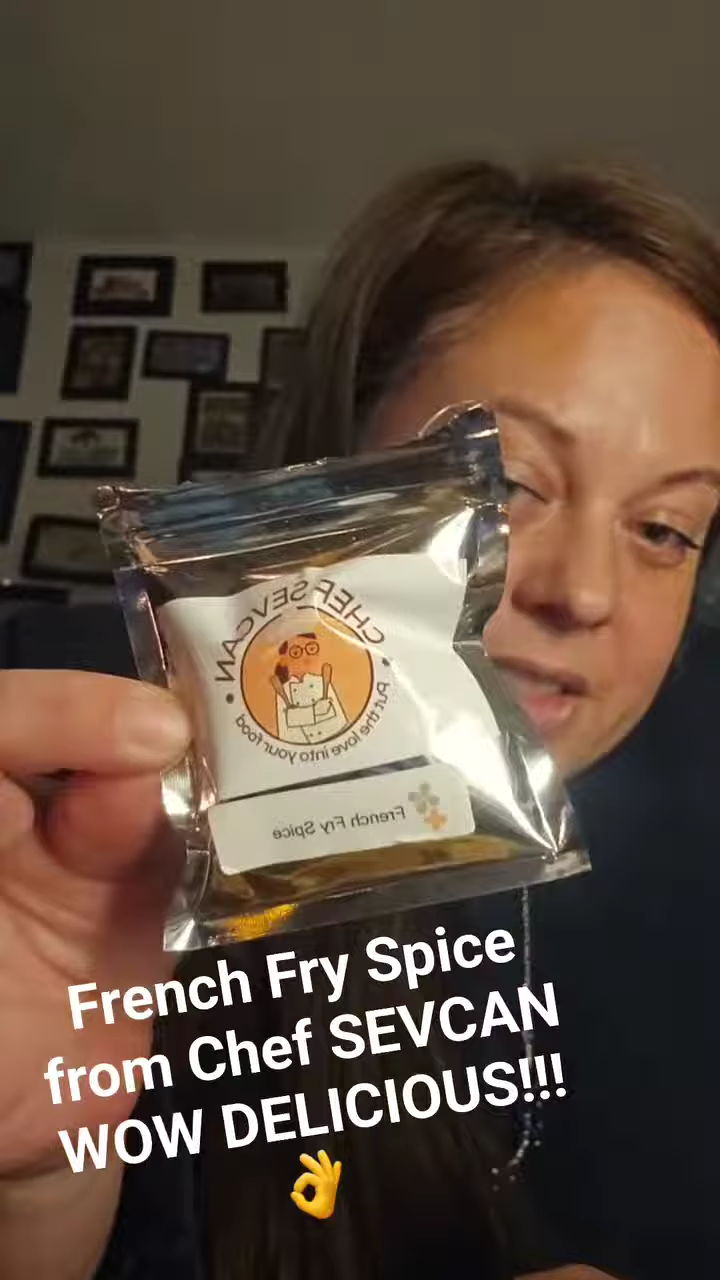 CHEF SEVCAN
Put the love into your food
French Fry Spice
French Fry Spice
from Chef SEVCAN
WOW DELICIOUS!!!
👌